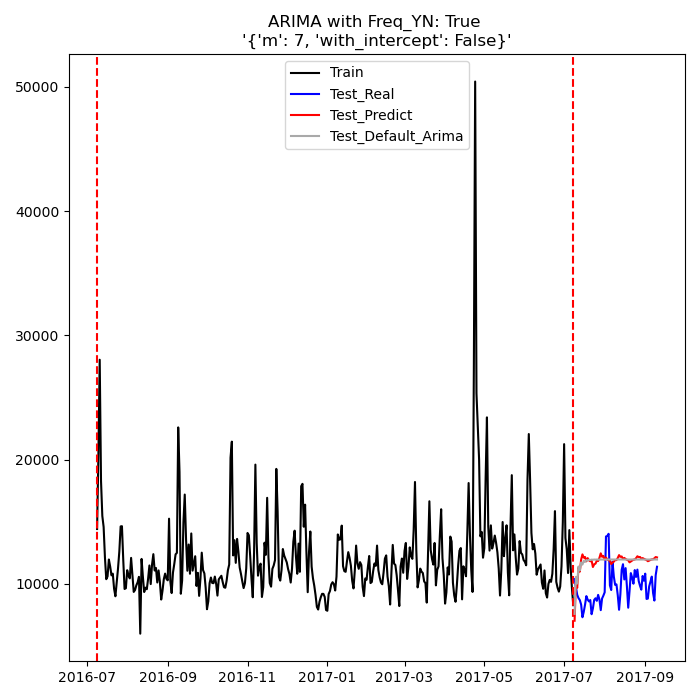 ARIMA with Freq_YN: True
'{'m': 7, 'with_intercept': False}'
Train
Test_Real
Test_Predict
Test_Default_Arima
50000
40000
30000
20000
10000
2016-07 2016-09 2016-11 2017-01 2017-03 2017-05 2017-07 2017-09